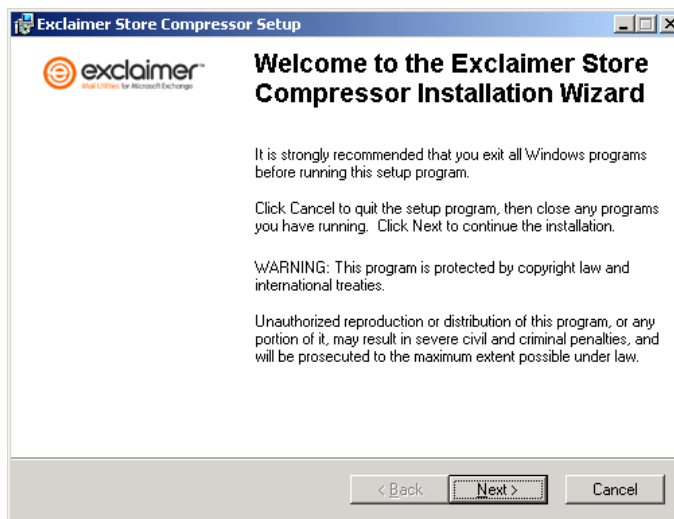 Exclaimer Store Compressor Setup
exclaimer™
Mail Utilities for Microsoft Exchange
Welcome to the Exclaimer Store
Compressor Installation Wizard
It is strongly recommended that you exit all Windows programs
before running this setup program.
Click Cancel to quit the setup program, then close any programs
you have running. Click Next to continue the installation.
WARNING: This program is protected by copyright law and
international treaties.
Unauthorized reproduction or distribution of this program, or any
portion of it, may result in severe civil and criminal penalties, and
will be prosecuted to the maximum extent possible under law.
< Back Next > Cancel